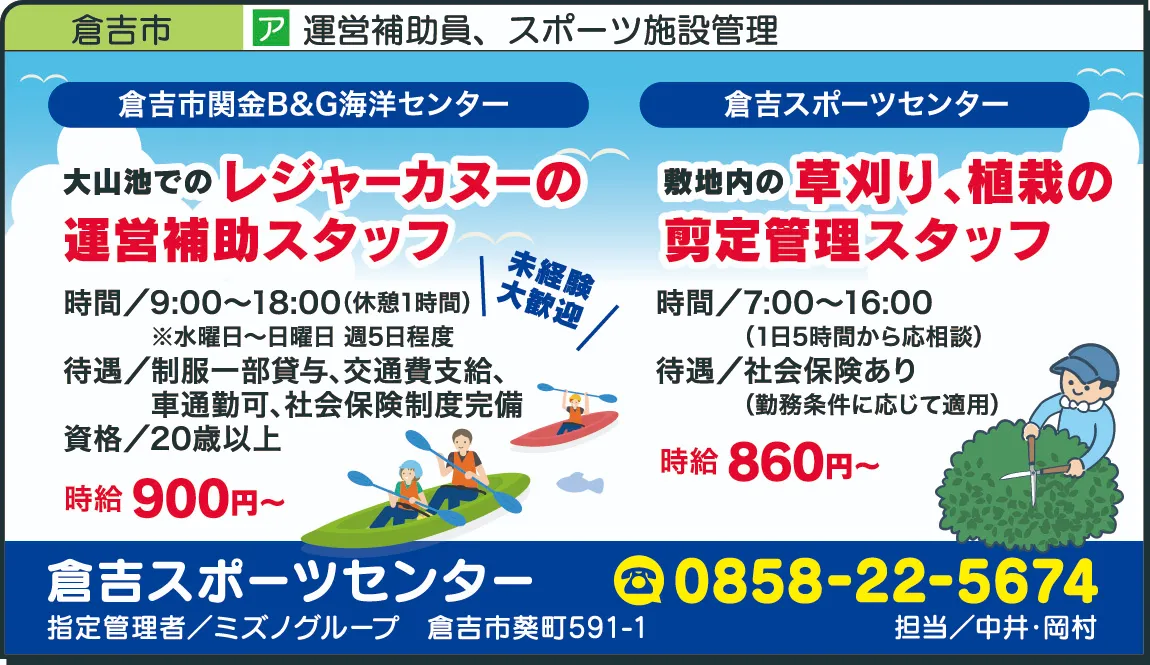 倉吉市
ア 運営補助員、スポーツ施設管理
倉吉市関金B&G海洋センター
大山池での レジャーカヌーの
運営補助スタッフ
未経験
大歓迎
時間／9:00〜18:00(休憩1時間)
※水曜日〜日曜日 週5日程度
待遇／制服一部貸与、交通費支給、
車通勤可、社会保険制度完備
資格／20歳以上
時給 900円〜
倉吉スポーツセンター
敷地内の 草刈り、植栽の
剪定管理スタッフ
時間／7:00〜16:00
(1日5時間から応相談)
待遇／社会保険あり
(勤務条件に応じて適用)
時給 860円〜
倉吉スポーツセンター
0858-22-5674
指定管理者／ミズノグループ 倉吉市葵町591-1
担当／中井・岡村